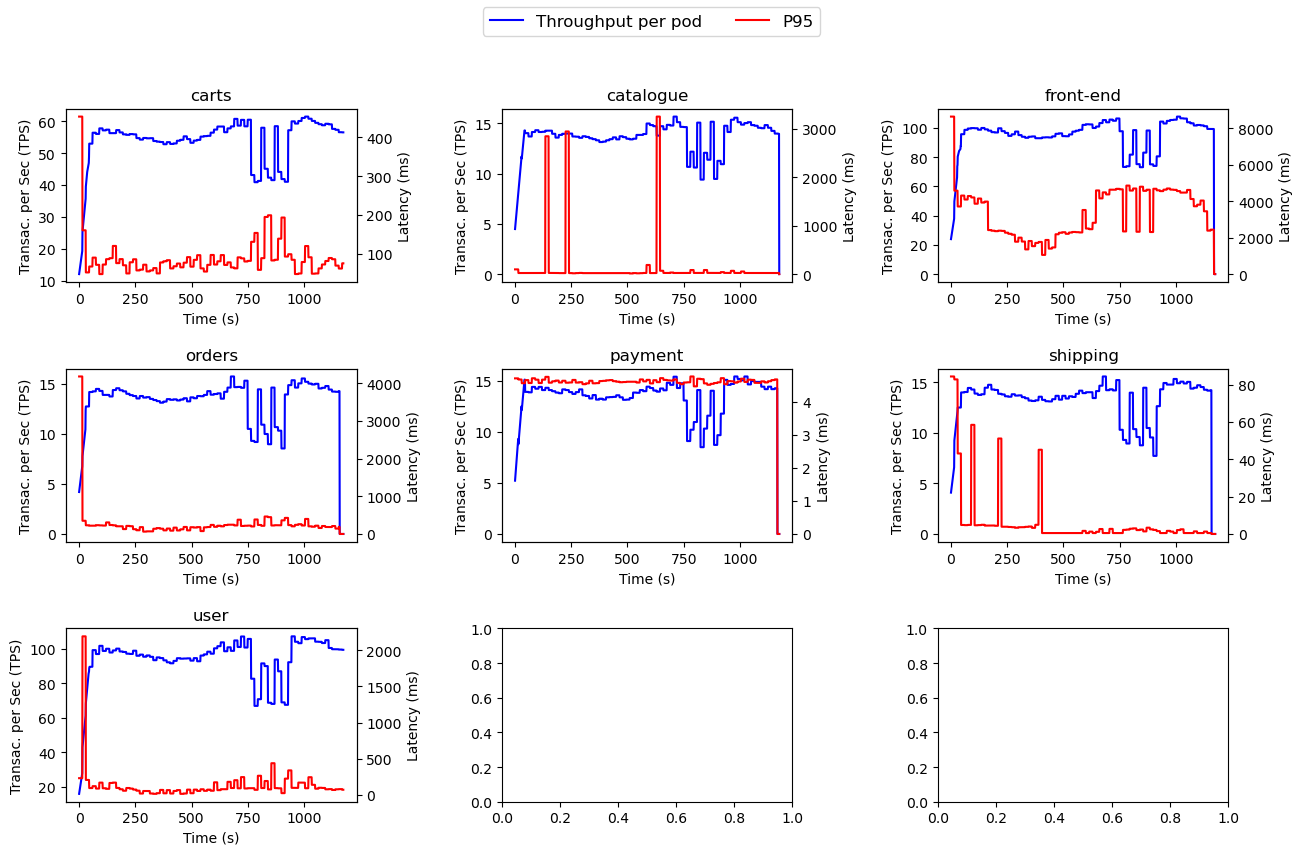 Throughput per pod P95
carts
Transac. per Sec (TPS)
60
50
40
30
20
10
400
300
200
100
Latency (ms)
0 250 500 750 1000
Time (s)
catalogue
Transac. per Sec (TPS)
15
10
5
0
3000
2000
1000
0
Latency (ms)
0 250 500 750 1000
Time (s)
front-end
Transac. per Sec (TPS)
100
80
60
40
20
0
8000
6000
4000
2000
0
Latency (ms)
0 250 500 750 1000
Time (s)
orders
Transac. per Sec (TPS)
15
10
5
0
4000
3000
2000
1000
0
Latency (ms)
0 250 500 750 1000
Time (s)
payment
Transac. per Sec (TPS)
15
10
5
0
4
3
2
1
0
Latency (ms)
0 250 500 750 1000
Time (s)
shipping
Transac. per Sec (TPS)
15
10
5
0
80
60
40
20
0
Latency (ms)
0 250 500 750 1000
Time (s)
user
Transac. per Sec (TPS)
100
80
60
40
20
2000
1500
1000
500
0
Latency (ms)
0 250 500 750 1000
Time (s)
1.0
0.8
0.6
0.4
0.2
0.0
0.0 0.2 0.4 0.6 0.8 1.0
1.0
0.8
0.6
0.4
0.2
0.0
0.0 0.2 0.4 0.6 0.8 1.0